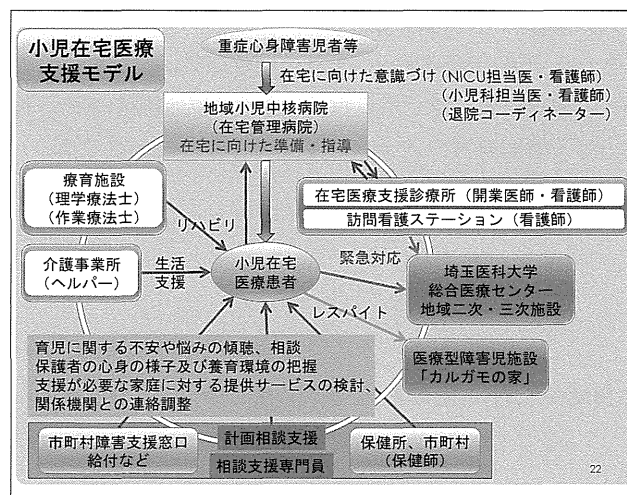 小児在宅医療
支援モデル
重症心身障害児者等
在宅に向けた意識づけ（NICU担当医・看護師）
（小児科担当医・看護師）
（退院コーディネーター）
地域小児中核病院
（在宅管理病院）
在宅に向けた準備・指導
療育施設
（理学療法士）
（作業療法士）
リハビリ
在宅医療支援診療所（開業医師・看護師）
訪問看護ステーション（看護師）
介護事業所
（ヘルパー）
生活
支援
小児在宅
医療患者
緊急対応
埼玉医科大学
総合医療センター
地域二次・三次施設
レスパイト
医療型障害児施設
「カルガモの家」
育児に関する不安や悩みの傾聴、相談
保護者の心身の様子及び養育環境の把握
支援が必要な家庭に対する提供サービスの検討、
関係機関との連絡調整
市町村障害支援窓口
給付など
計画相談支援
相談支援専門員
保健所、市町村
（保健師）
22